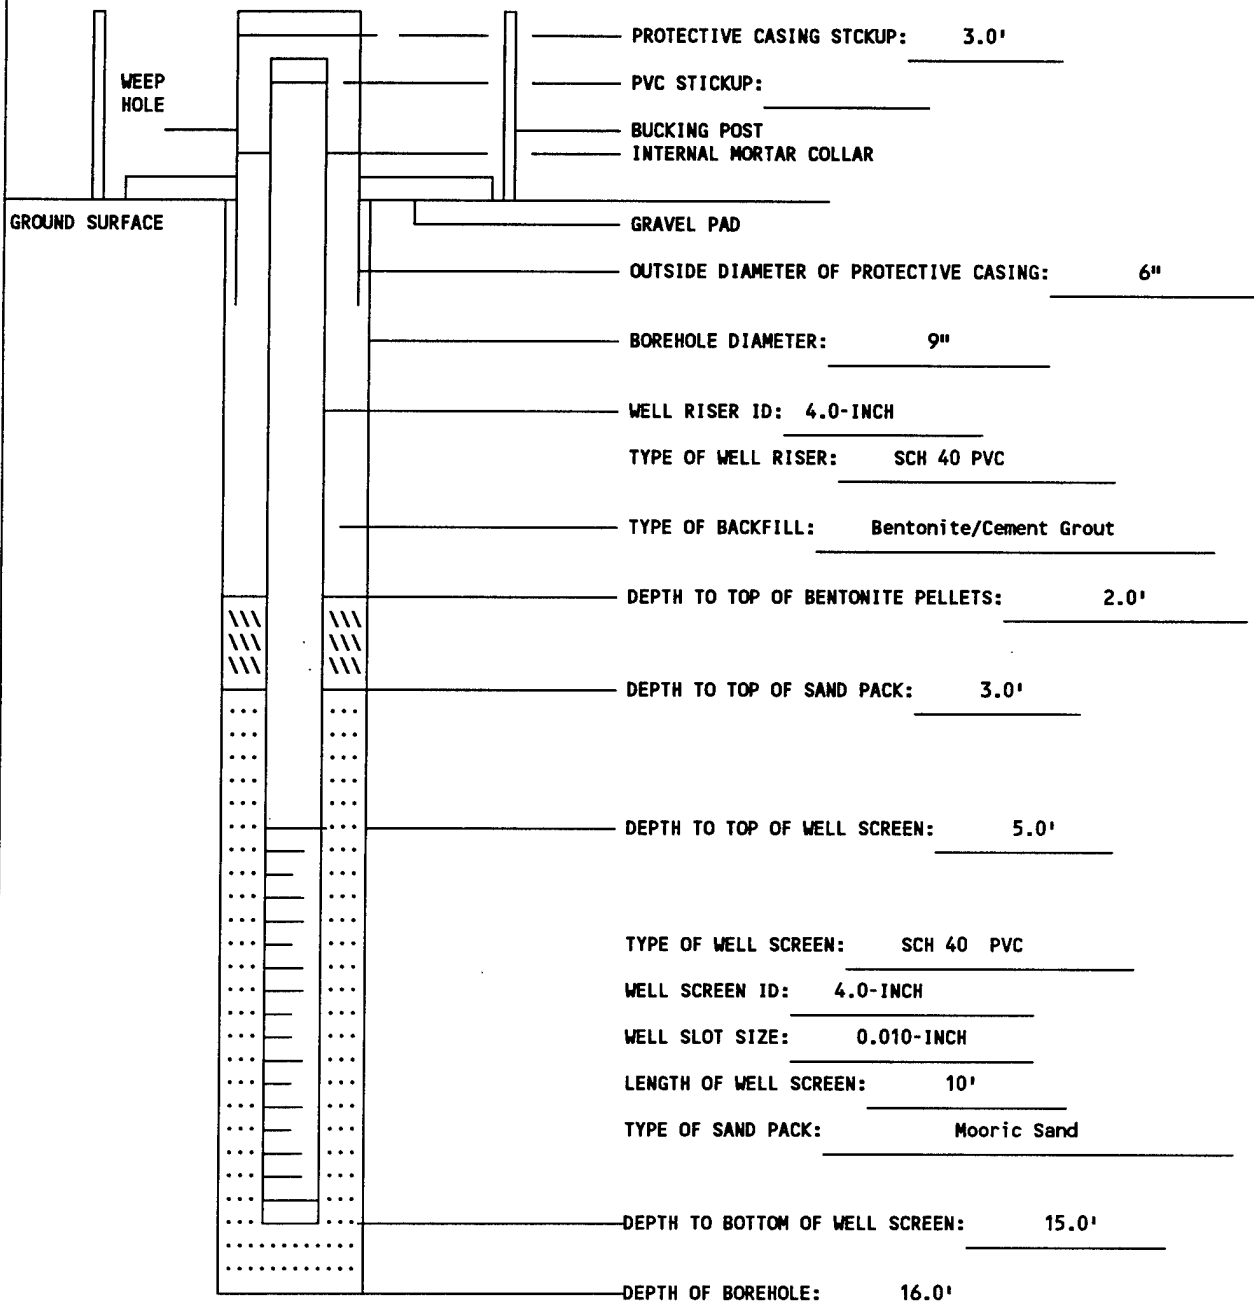 PROTECTIVE CASING STCKUP: 3.0'
WEEP
HOLE
PVC STICKUP:
BUCKING POST
INTERNAL MORTAR COLLAR
GROUND SURFACE
GRAVEL PAD
OUTSIDE DIAMETER OF PROTECTIVE CASING: 6"
BOREHOLE DIAMETER: 9"
WELL RISER ID: 4.0-INCH
TYPE OF WELL RISER: SCH 40 PVC
TYPE OF BACKFILL: Bentonite/Cement Grout
DEPTH TO TOP OF BENTONITE PELLETS: 2.0'
DEPTH TO TOP OF SAND PACK: 3.0'
DEPTH TO TOP OF WELL SCREEN: 5.0'
TYPE OF WELL SCREEN: SCH 40 PVC
WELL SCREEN ID: 4.0-INCH
WELL SLOT SIZE: 0.010-INCH
LENGTH OF WELL SCREEN: 10'
TYPE OF SAND PACK: Mooric Sand
DEPTH TO BOTTOM OF WELL SCREEN: 15.0'
DEPTH OF BOREHOLE: 16.0'